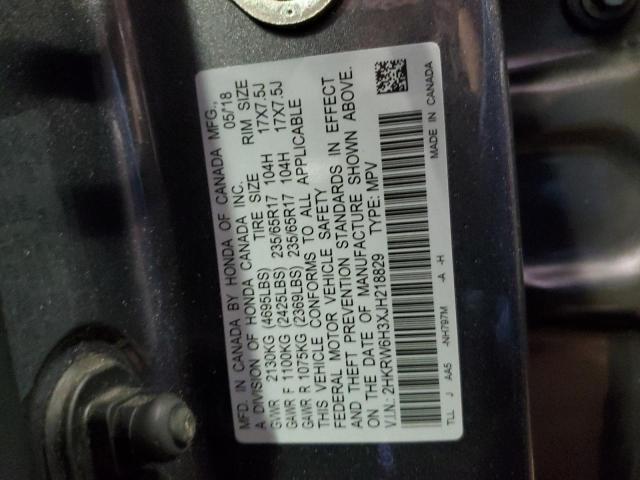 MFD. IN CANADA BY HONDA OF CANADA MFG.,
A DIVISION OF HONDA CANADA INC. 05/18
GVWR 2130KG (4695LBS) TIRE SIZE RIM SIZE
GAWR F 1100KG (2425LBS) 235/65R17 104H 17X7.5J
GAWR R 1075KG (2369LBS) 235/65R17 104H 17X7.5J
THIS VEHICLE CONFORMS TO ALL APPLICABLE
FEDERAL MOTOR VEHICLE SAFETY
AND THEFT PREVENTION STANDARDS IN EFFECT
ON THE DATE OF MANUFACTURE SHOWN ABOVE.
V.I.N.: 2HKRW6H3XJH218829 TYPE: MPV
TLL J AA5 -NH797M -A -H MADE IN CANADA